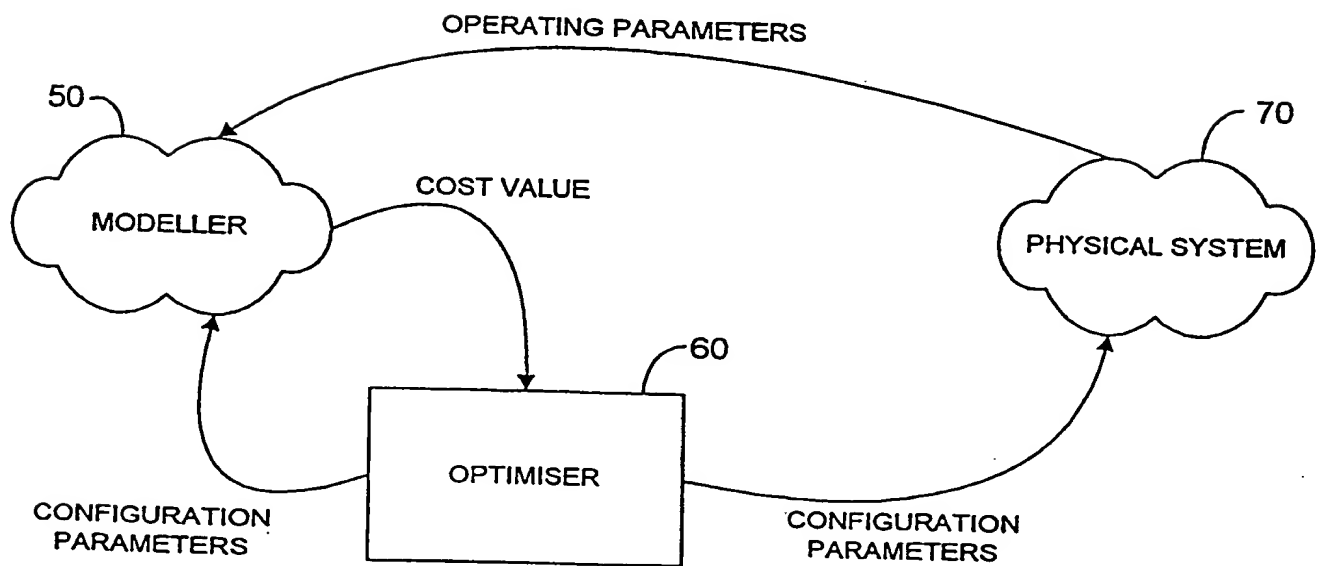 OPERATING PARAMETERS
50
70
COST VALUE
MODELLER
PHYSICAL SYSTEM
60
OPTIMISER
CONFIGURATION
PARAMETERS
CONFIGURATION
PARAMETERS